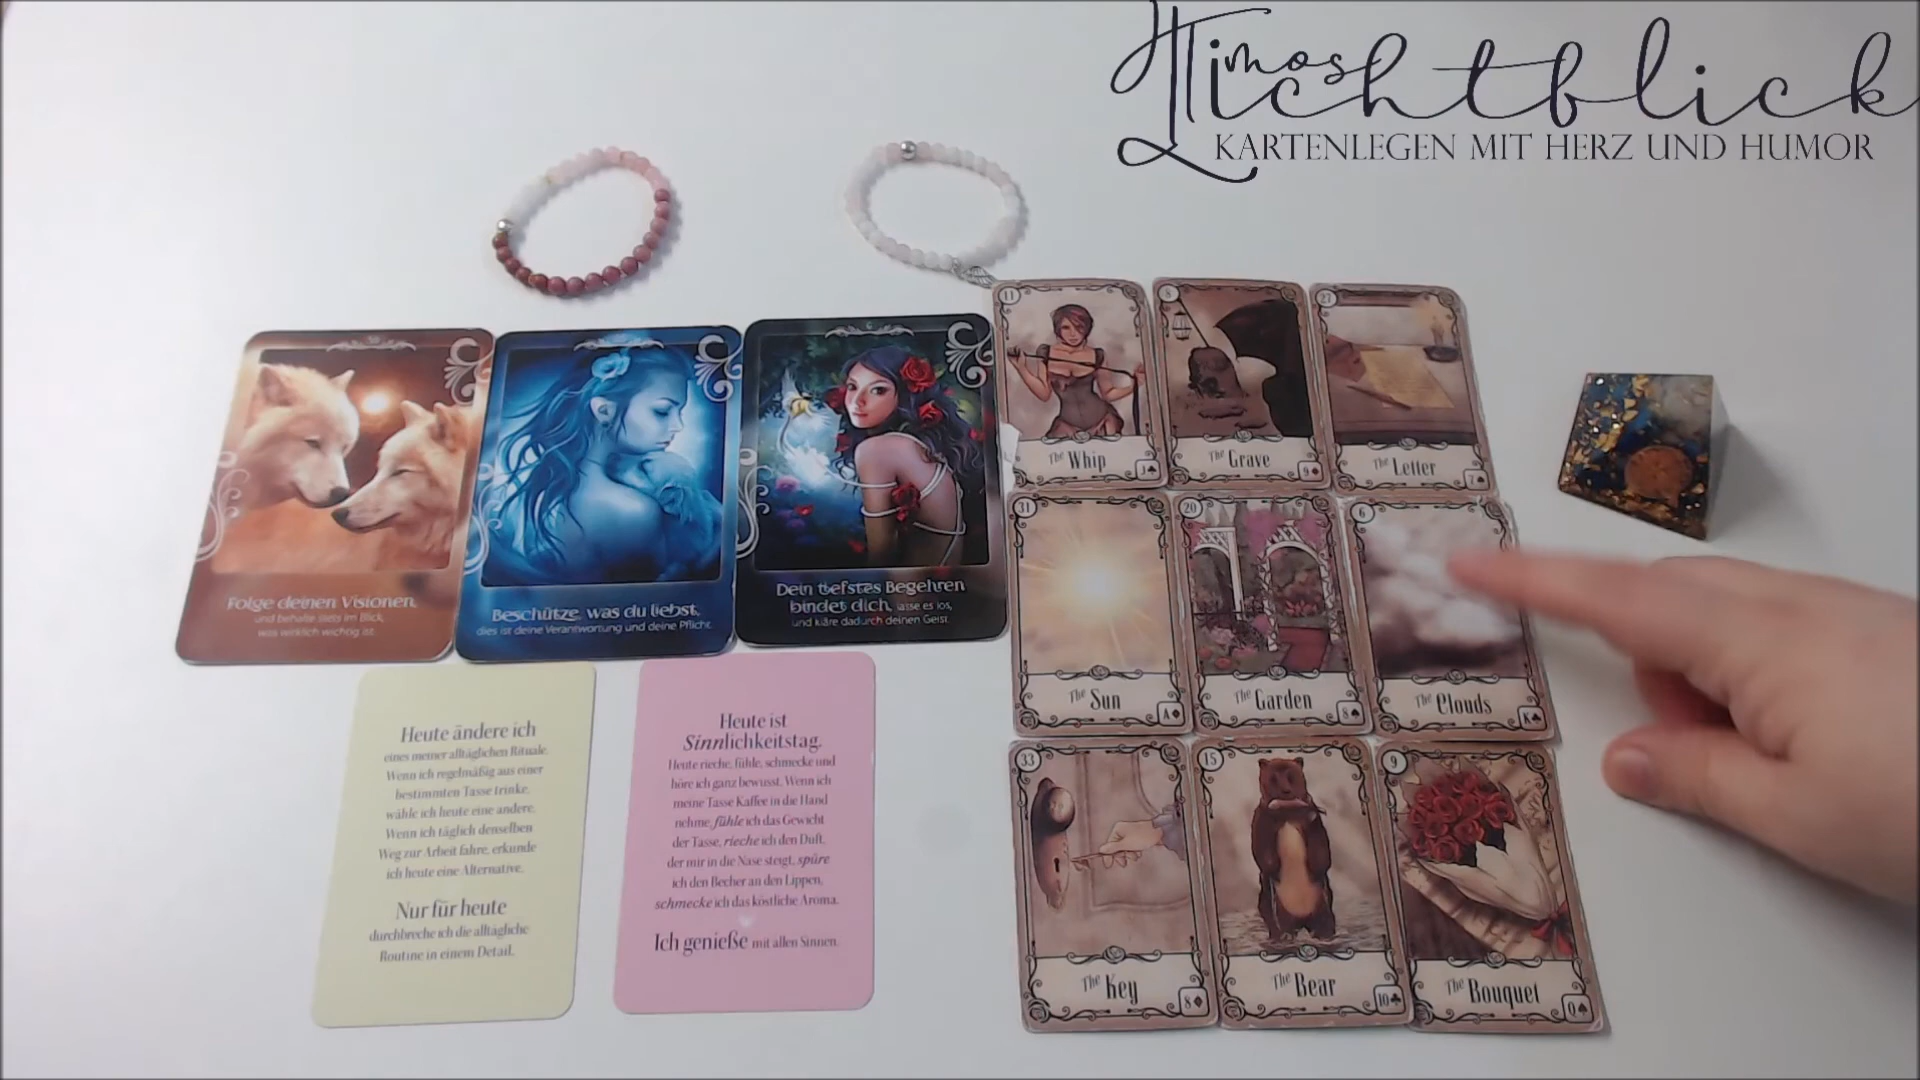 Timos
Lichtblick
KARTENLEGEN MIT HERZ UND HUMOR
Folge deinen Visionen,
und behalte stets im Blick,
was wirklich wichtig ist.
Beschütze, was du liebst,
dies ist deine Verantwortung und deine Pflicht.
6
Dein tiefstes Begehren
bindet dich, lasse es los,
und kläre dadurch deinen Geist.
Heute ändere ich
eines meiner alltäglichen Rituale.
Wenn ich regelmäßig aus einer
bestimmten Tasse trinke,
wähle ich heute eine andere.
Wenn ich täglich denselben
Weg zur Arbeit fahre, erkunde
ich heute eine Alternative.
Nur für heute
durchbreche ich die alltägliche
Routine in einem Detail.
Heute ist
Sinnlichkeitstag.
Heute rieche, fühle, schmecke und
höre ich ganz bewusst. Wenn ich
meine Tasse Kaffee in die Hand
nehme, fühle ich das Gewicht
der Tasse, rieche ich den Duft,
der mir in die Nase steigt, spüre
ich den Becher an den Lippen,
schmecke ich das köstliche Aroma.
Ich genieße mit allen Sinnen.
11
The Whip
J♣
8
The Grave
9♦
27
The Letter
7♠
31
The Sun
A♦
20
The Garden
8♠
6
The Clouds
K♣
33
The Key
8♦
15
The Bear
10♣
9
The Bouquet
Q♠